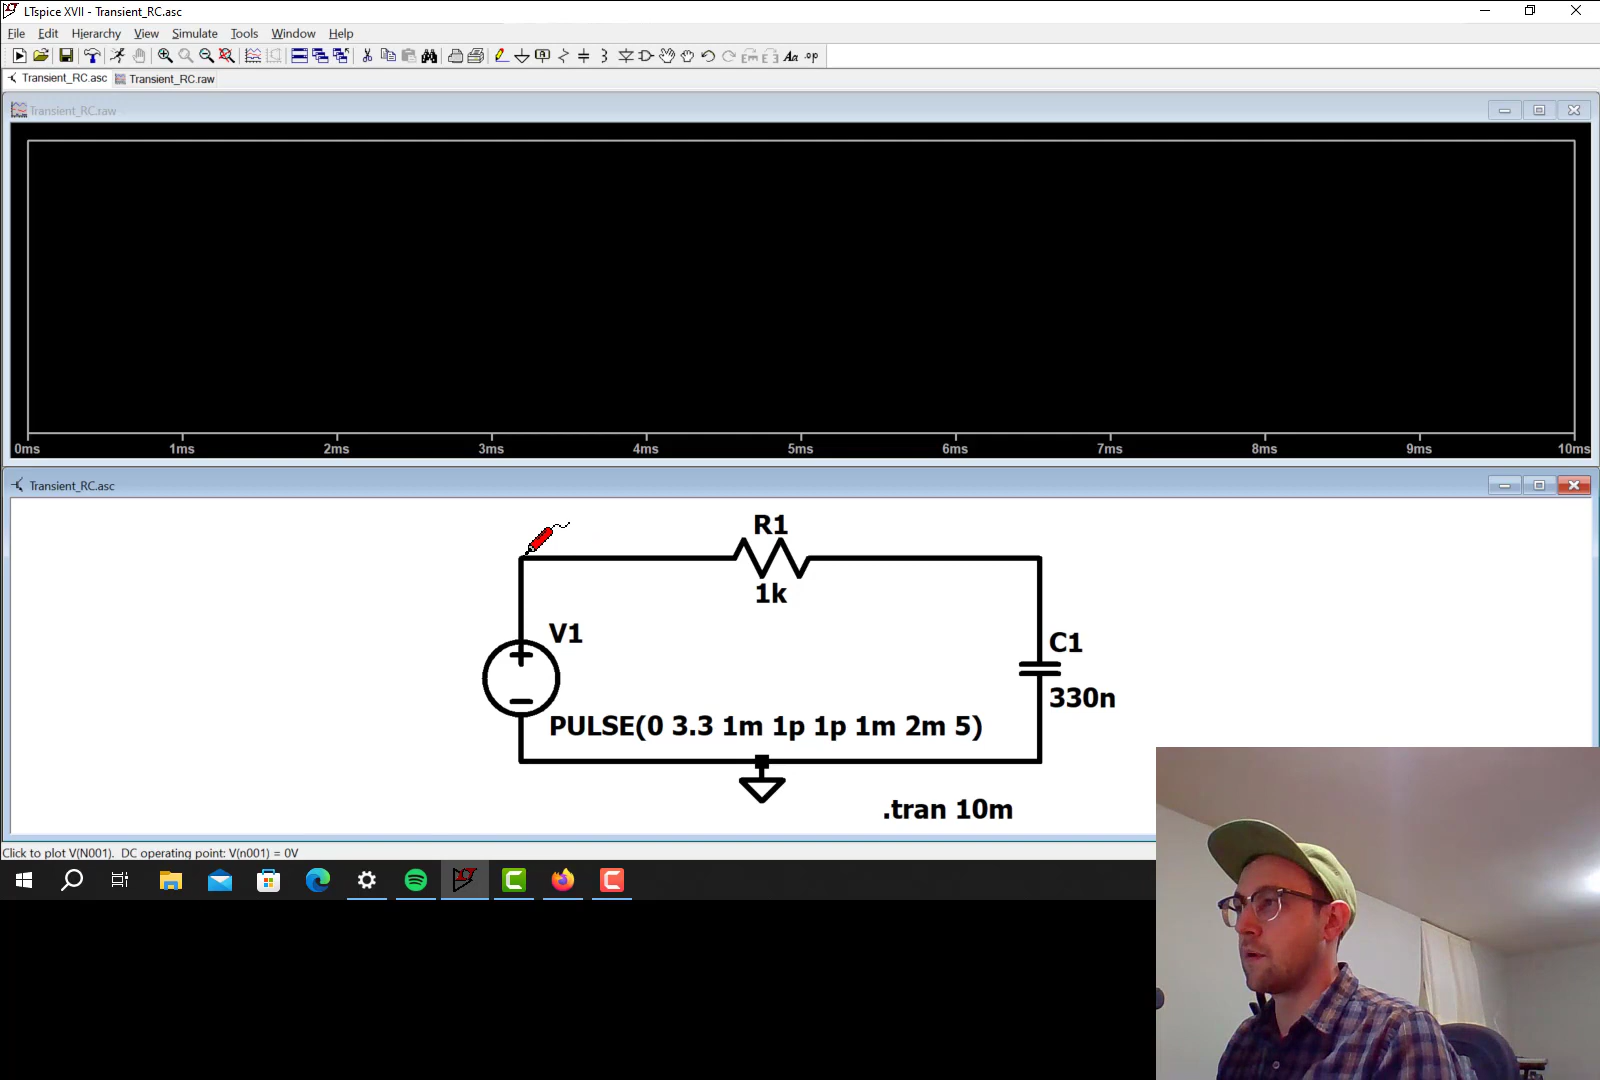 LTspice XVII - Transient_RC.asc
File Edit Hierarchy View Simulate Tools Window Help
Transient_RC.asc Transient_RC.raw
Transient_RC.raw
0ms 1ms 2ms 3ms 4ms 5ms 6ms 7ms 8ms 9ms 10ms
Transient_RC.asc
R1
1k
V1
C1
330n
PULSE(0 3.3 1m 1p 1p 1m 2m 5)
.tran 10m
Click to plot V(N001). DC operating point: V(n001) = 0V